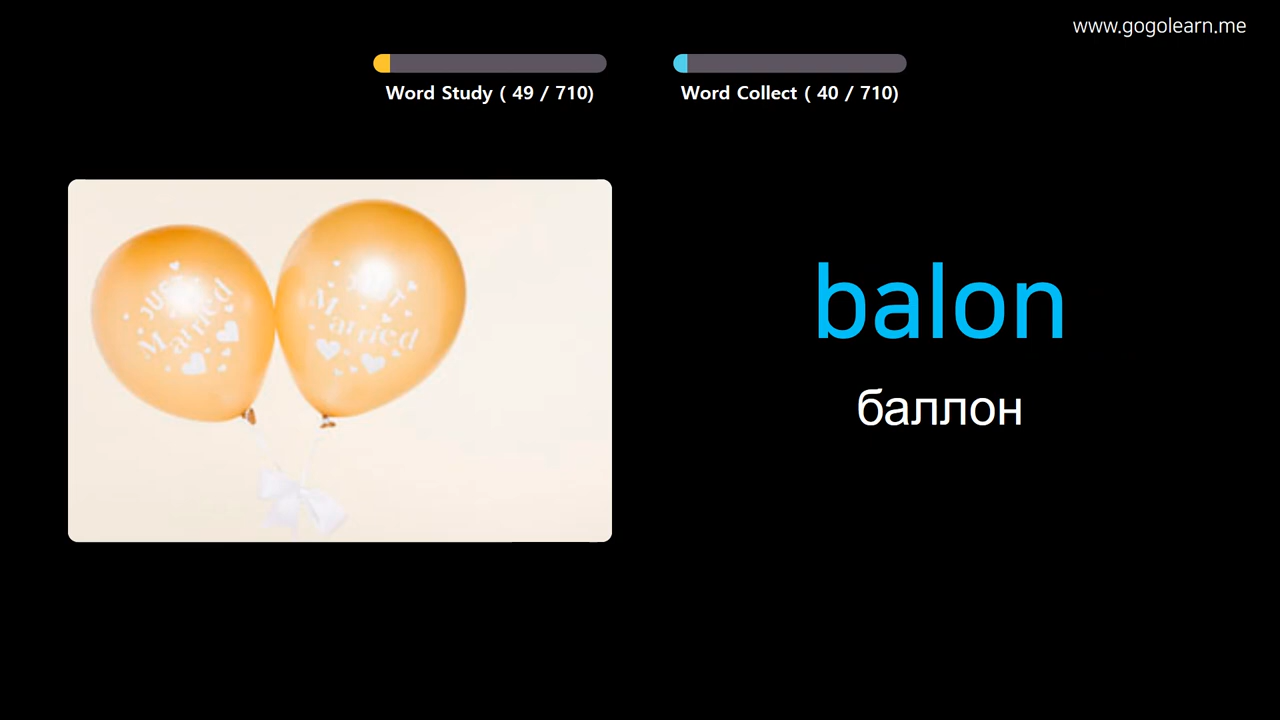 www.gogolearn.me
Word Study ( 49 / 710)
Word Collect ( 40 / 710)
JUST
Married
JUST
Married
balon
баллон